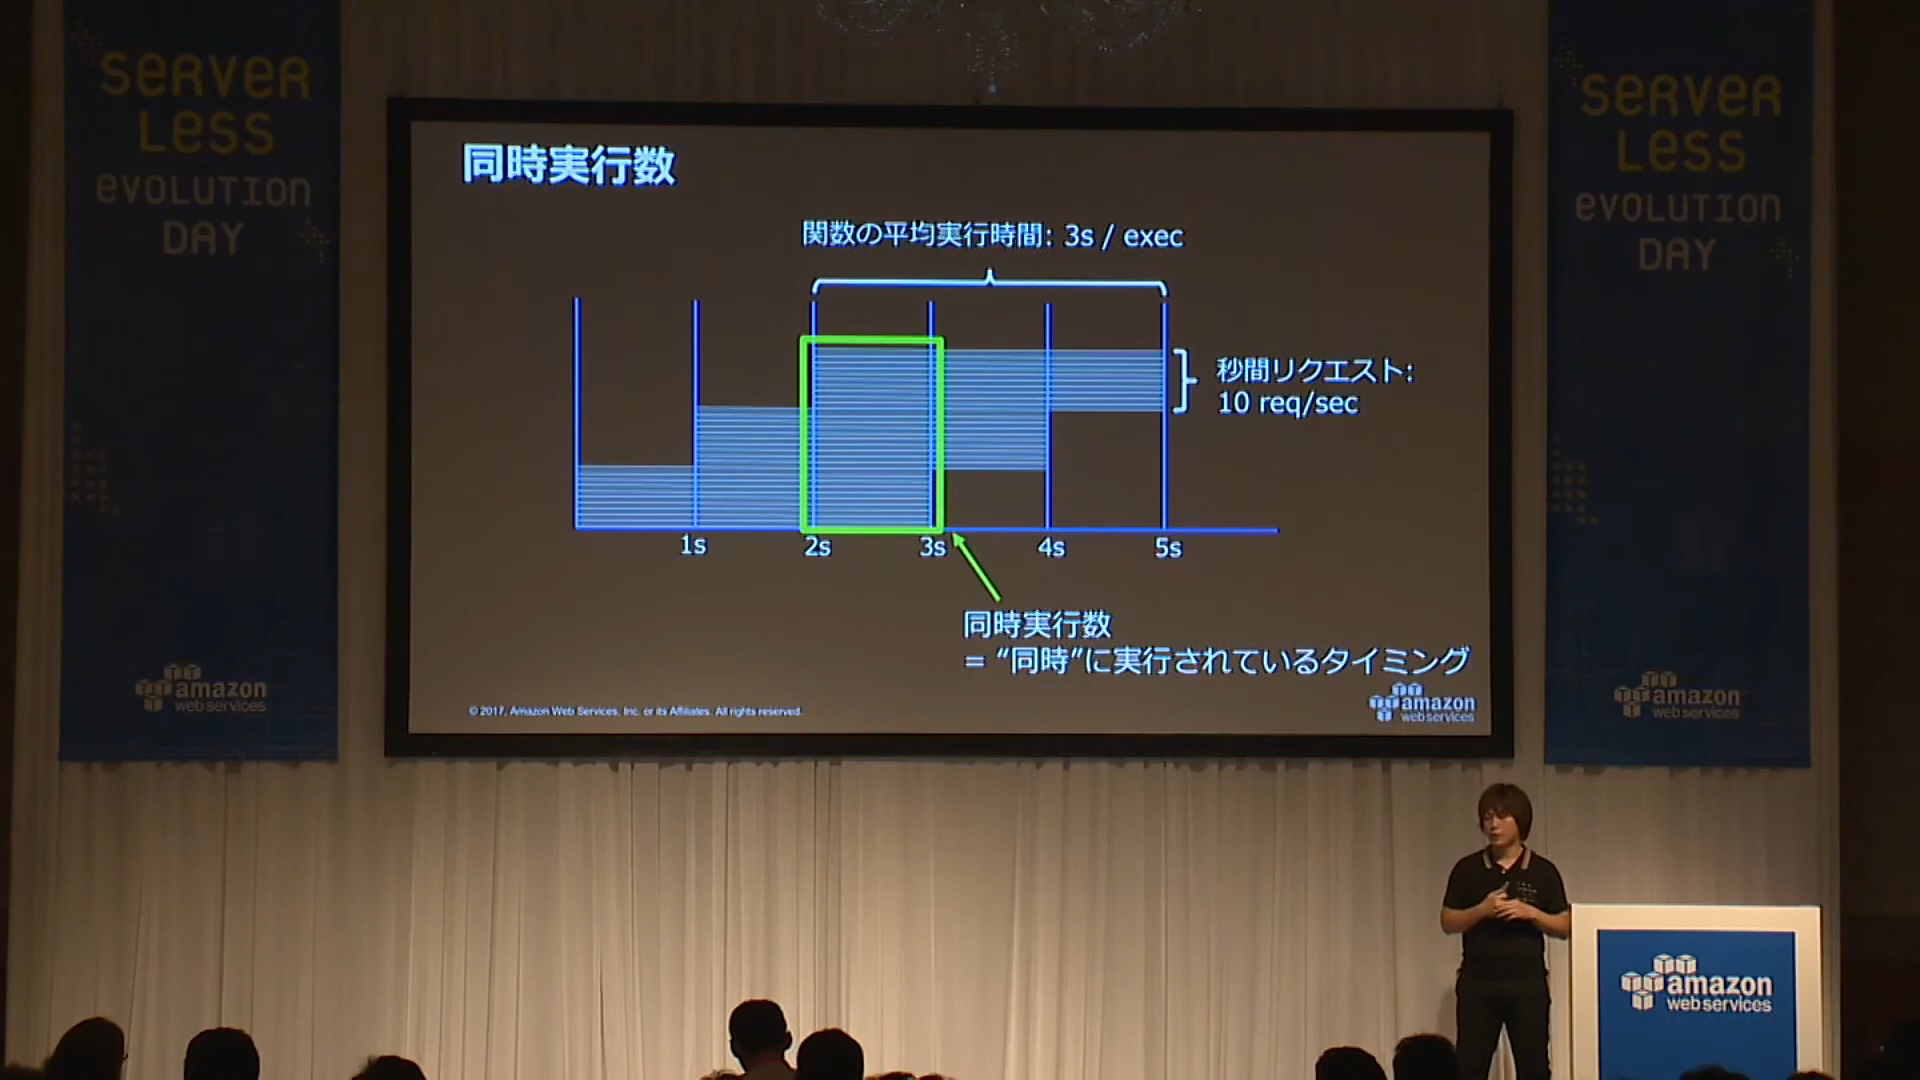 SERVER
LESS
EVOLUTION
DAY
amazon
web services
同時実行数
関数の平均実行時間: 3s / exec
秒間リクエスト:
10 req/sec
1s 2s 3s 4s 5s
同時実行数
= “同時”に実行されているタイミング
© 2017, Amazon Web Services, Inc. or its Affiliates. All rights reserved.
amazon
web services
SERVER
LESS
EVOLUTION
DAY
amazon
web services
amazon
web services